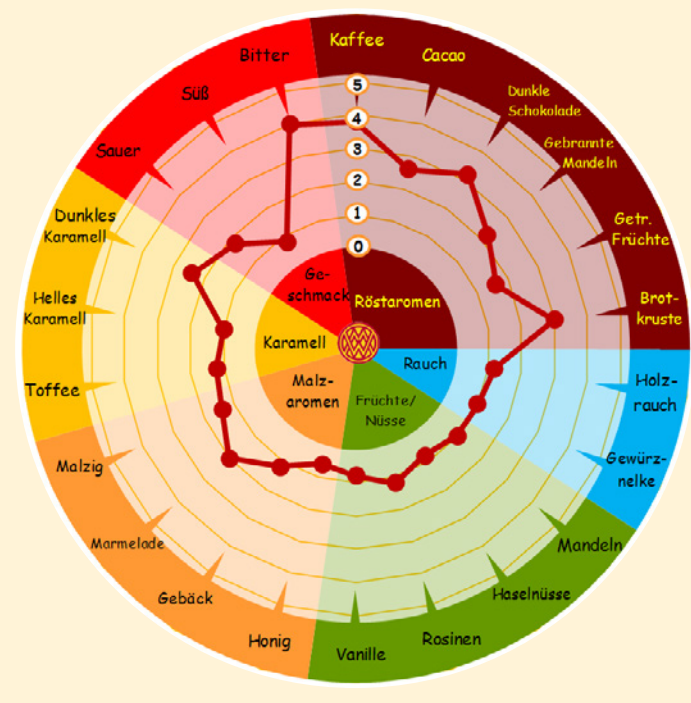 Kaffee
Cacao
Dunkle
Schokolade
Gebrannte
Mandeln
Getr.
Früchte
Brot-
kruste
Holz-
rauch
Gewürz-
nelke
Mandeln
Haselnüsse
Rosinen
Vanille
Honig
Gebäck
Marmelade
Malzig
Toffee
Helles
Karamell
Dunkles
Karamell
Sauer
Süß
Bitter
5
4
3
2
1
0
Ge-
schmack
Röstaromen
Karamell
Rauch
Malz-
aromen
Früchte/
Nüsse